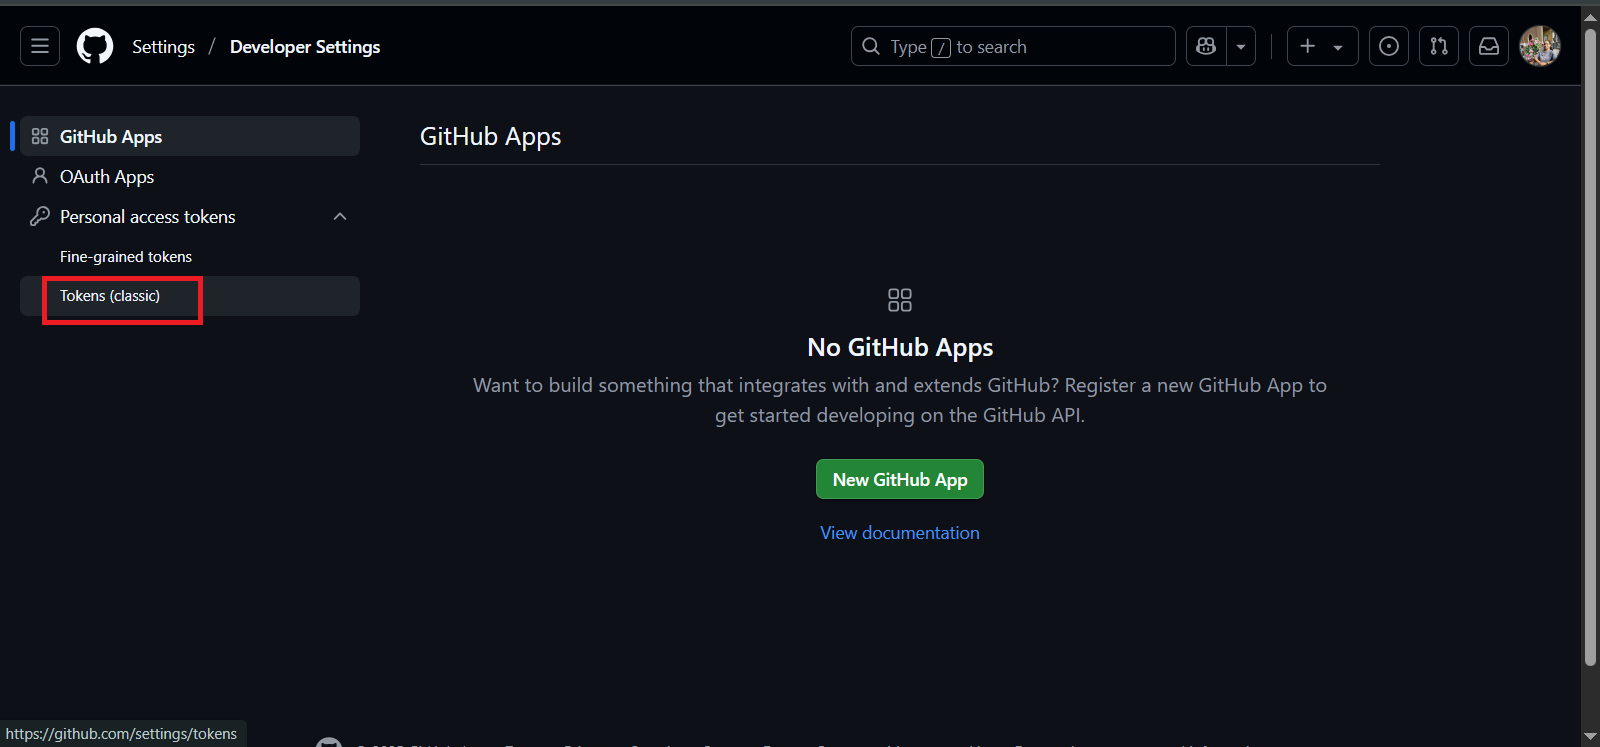 Settings / Developer Settings
Type / to search
GitHub Apps
OAuth Apps
Personal access tokens
Fine-grained tokens
Tokens (classic)
GitHub Apps
No GitHub Apps
Want to build something that integrates with and extends GitHub? Register a new GitHub App to
get started developing on the GitHub API.
New GitHub App
View documentation
https://github.com/settings/tokens